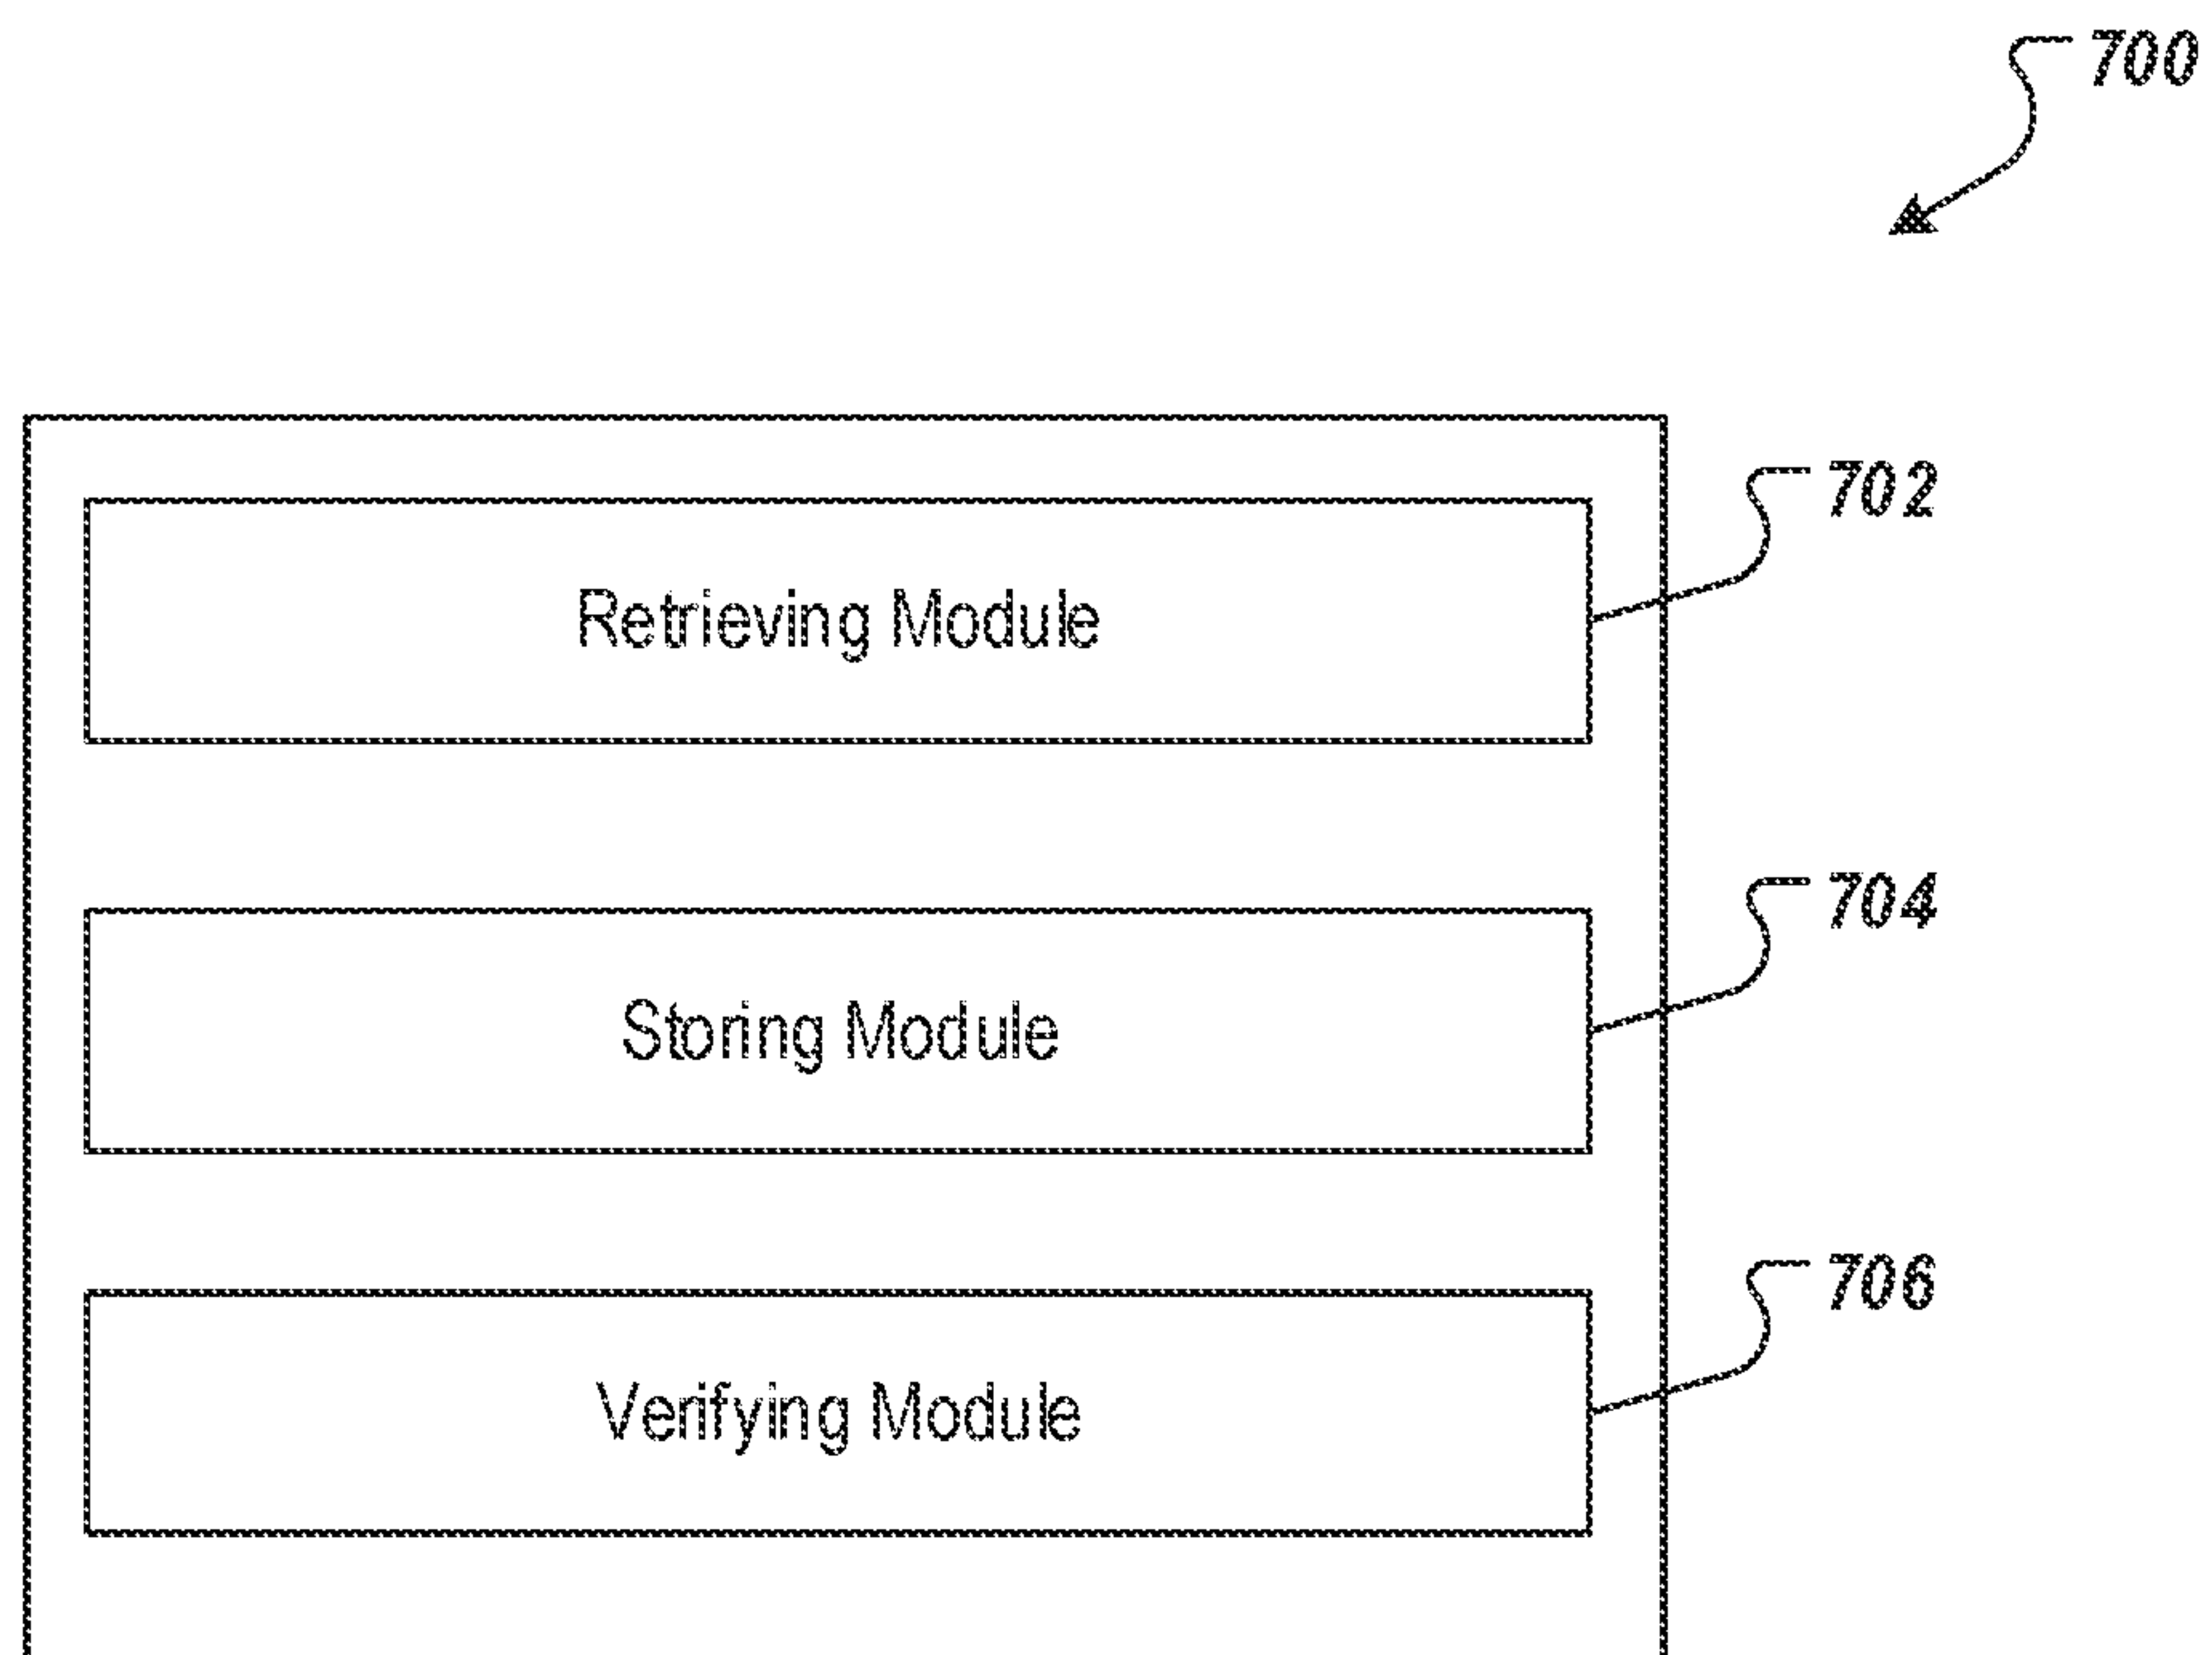 700
702
Retrieving Module
704
Storing Module
706
Verifying Module